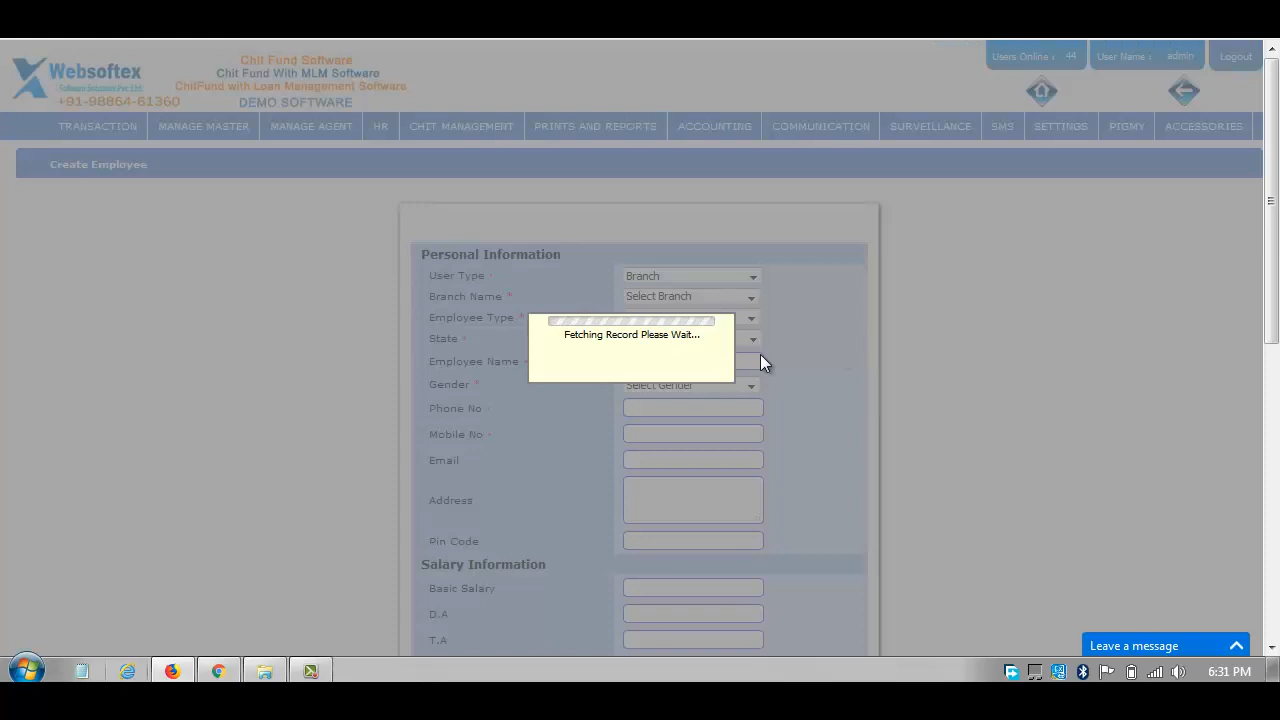 Websoftex
Software Solutions Pvt. Ltd.
+91-98864-61360
Chit Fund Software
Chit Fund With MLM Software
ChitFund with Loan Management Software
DEMO SOFTWARE
Users Online : 44
User Name : admin
Logout
TRANSACTION MANAGE MASTER MANAGE AGENT HR CHIT MANAGEMENT PRINTS AND REPORTS ACCOUNTING COMMUNICATION SURVEILLANCE SMS SETTINGS PIGMY ACCESSORIES
Create Employee
Personal Information
User Type * Branch
Branch Name * Select Branch
Employee Type *
State *
Fetching Record Please Wait...
Employee Name *
Gender * Select Gender
Phone No *
Mobile No *
Email
Address
Pin Code
Salary Information
Basic Salary
D.A
T.A
Leave a message
6:31 PM